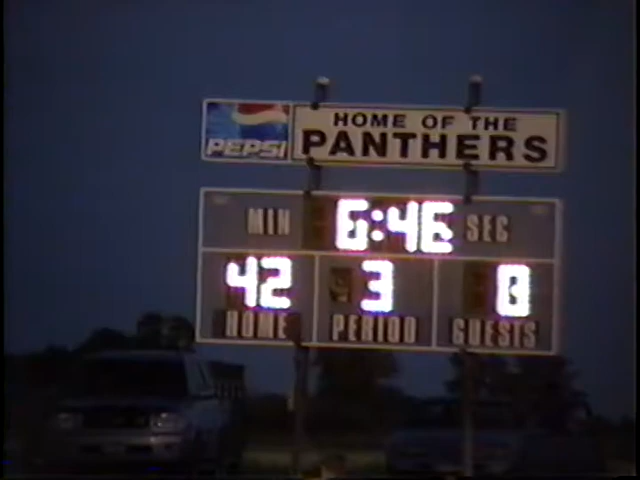 PEPSI
HOME OF THE
PANTHERS
MIN 6:46 SEC
42 3 0
HOME PERIOD GUESTS